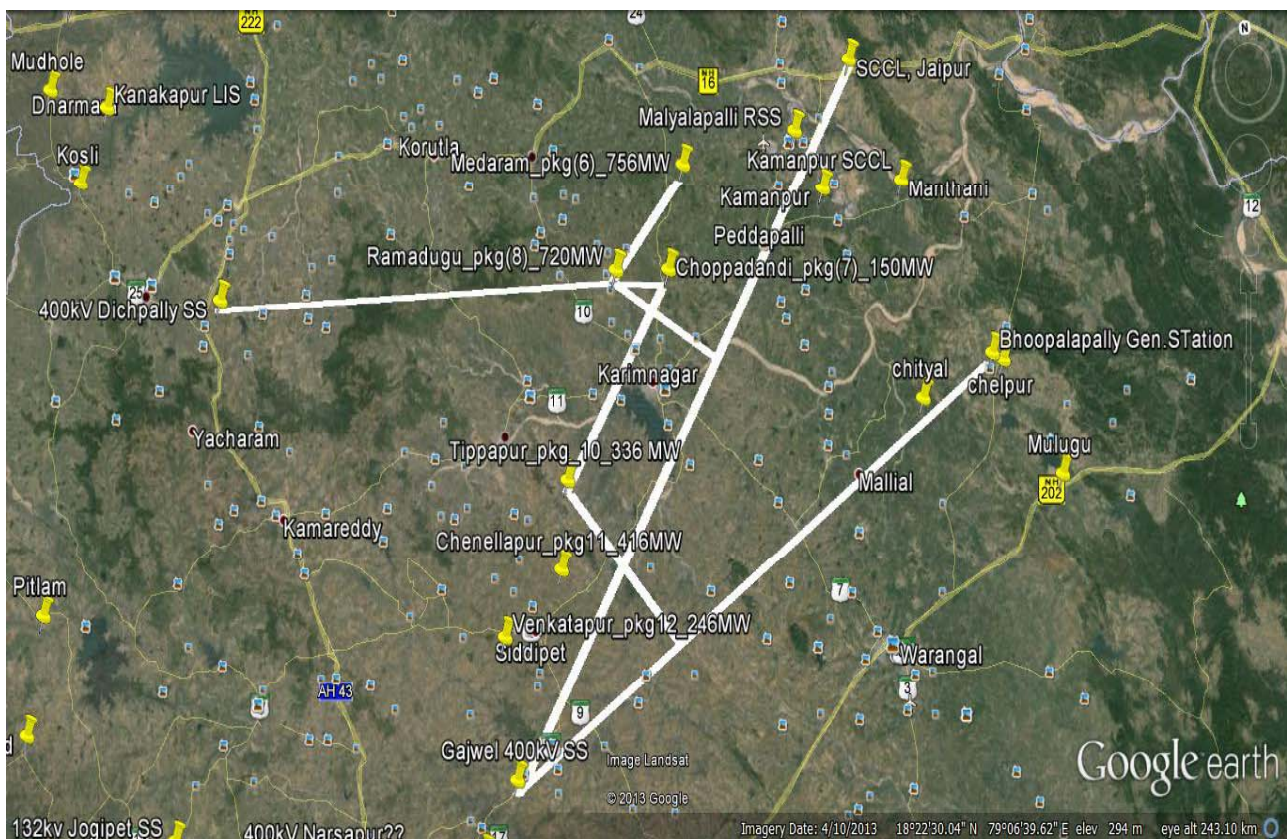 NH
222
24
N
Mudhole
Dharmab
Kanakapur LIS
SCCL, Jaipur
NH
16
Malyalapalli RSS
Kosli
Korutla
Medaram_pkg(6)_756MW
Kamanpur SCCL
Kamanpur
Manthani
12
Peddapalli
Ramadugu_pkg(8)_720MW
Choppadandi_pkg(7)_150MW
25
400kV Dichpally SS
10
Bhoopalapally Gen.STation
Karimnagar
chelpur
chityal
11
Yacharam
Tippapur_pkg_10_336 MW
Mulugu
Mallial
NH
202
Kamareddy
Chenellapur_pkg11_416MW
Pitlam
7
Venkatapur_pkg12_246MW
Siddipet
Warangal
AH 43
3
9
d
Gajwel 400kV SS
Image Landsat
Google earth
© 2013 Google
132kv Jogipet SS
400kV Narsapur??
17
Imagery Date: 4/10/2013 18°22'30.04" N 79°06'39.62" E elev 294 m eye alt 243.10 km